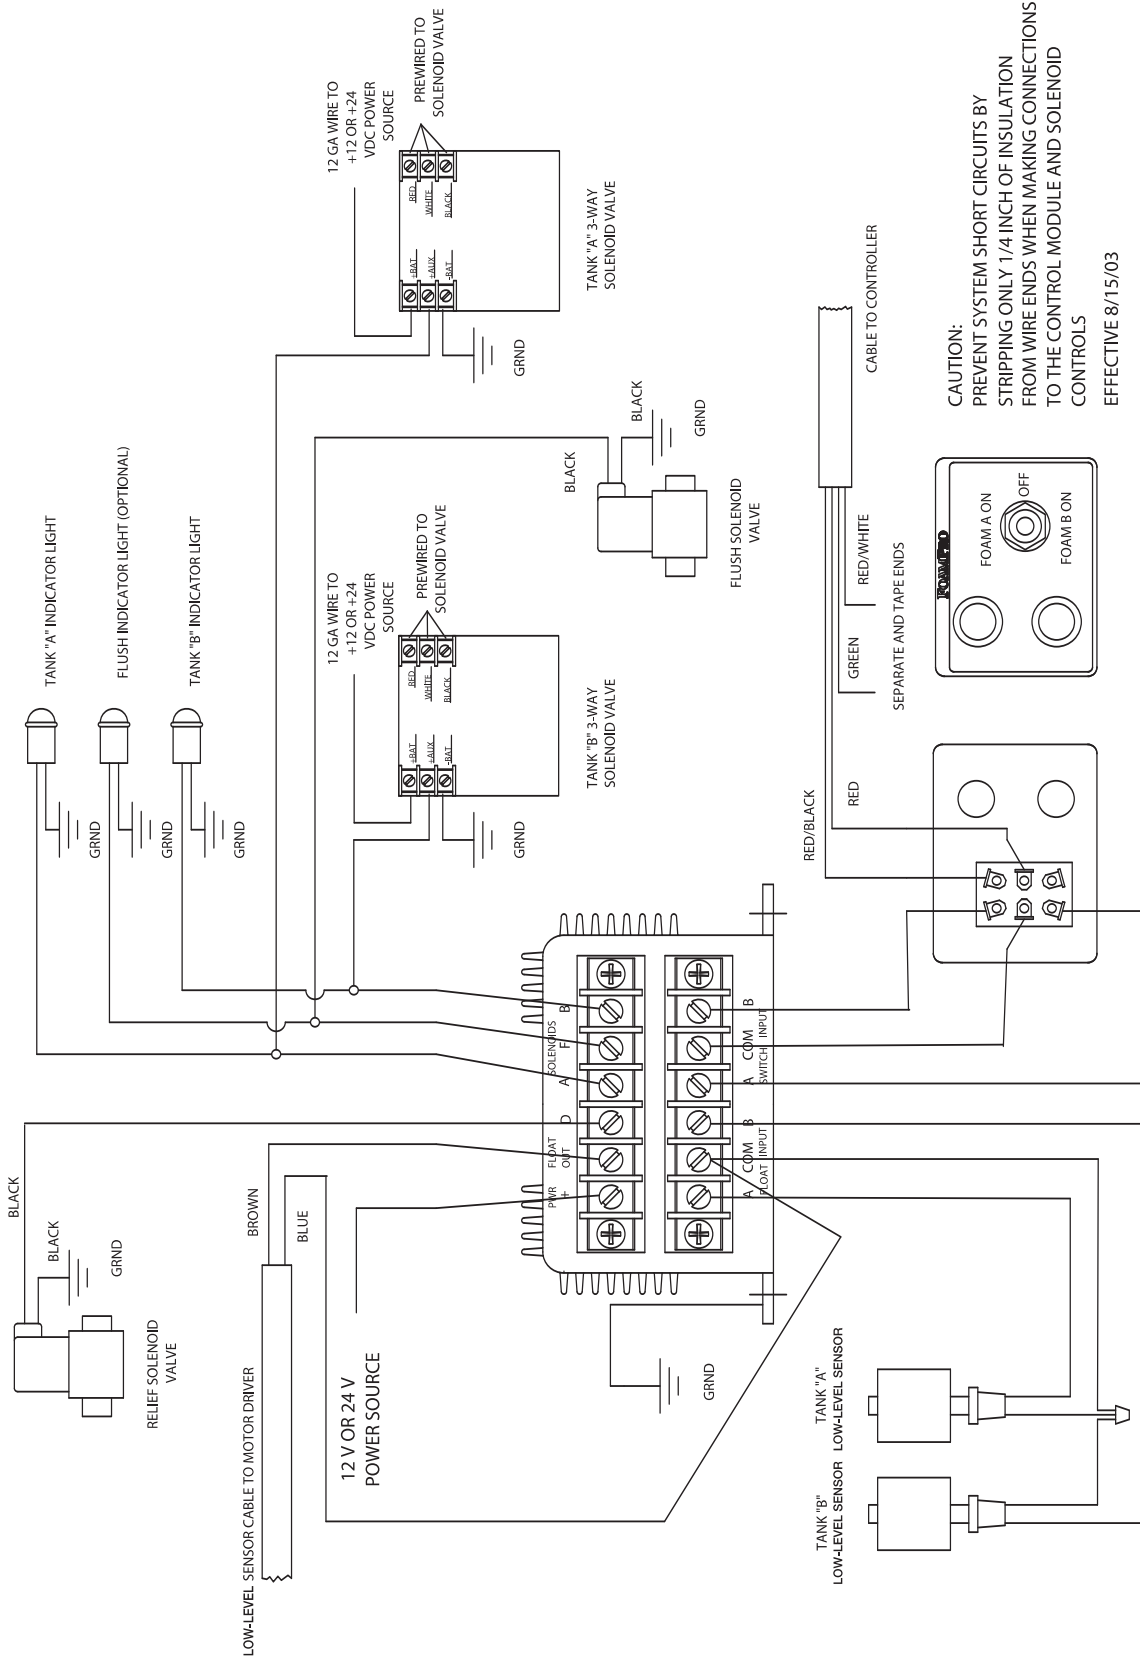 BLACK
BLACK
GRND
RELIEF SOLENOID
VALVE
LOW-LEVEL SENSOR CABLE TO MOTOR DRIVER
BROWN
BLUE
12 V OR 24 V
POWER SOURCE
GRND
TANK "A" INDICATOR LIGHT
FLUSH INDICATOR LIGHT (OPTIONAL)
TANK "B" INDICATOR LIGHT
GRND
GRND
GRND
12 GA WIRE TO
+12 OR +24
VDC POWER
SOURCE
PREWIRED TO
SOLENOID VALVE
+BAT
+AUX
-BAT
RED
WHITE
BLACK
GRND
TANK "A" 3-WAY
SOLENOID VALVE
12 GA WIRE TO
+12 OR +24
VDC POWER
SOURCE
PREWIRED TO
SOLENOID VALVE
+BAT
+AUX
-BAT
RED
WHITE
BLACK
GRND
TANK "B" 3-WAY
SOLENOID VALVE
BLACK
BLACK
GRND
FLUSH SOLENOID
VALVE
PWR
+
FLOAT
OUT
D
SOLENOIDS
A F B
A COM B
FLOAT INPUT
A COM B
SWITCH INPUT
TANK "B"
LOW-LEVEL SENSOR
TANK "A"
LOW-LEVEL SENSOR
RED/BLACK
RED
GREEN
RED/WHITE
SEPARATE AND TAPE ENDS
CABLE TO CONTROLLER
FOAMPRO
FOAM A ON
OFF
FOAM B ON
CAUTION:
PREVENT SYSTEM SHORT CIRCUITS BY
STRIPPING ONLY 1/4 INCH OF INSULATION
FROM WIRE ENDS WHEN MAKING CONNECTIONS
TO THE CONTROL MODULE AND SOLENOID
CONTROLS
EFFECTIVE 8/15/03